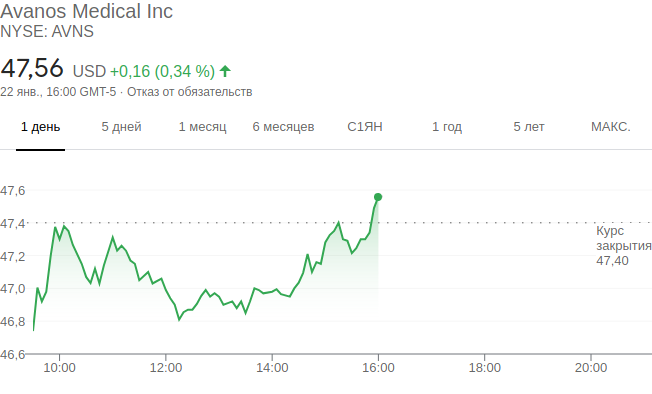 Avanos Medical Inc
NYSE: AVNS
47,56 USD +0,16 (0,34 %)
22 янв., 16:00 GMT-5 · Отказ от обязательств
1 день 5 дней 1 месяц 6 месяцев С1ЯН 1 год 5 лет МАКС.
47,6
47,4
Курс
закрытия
47,40
47,2
47,0
46,8
46,6
10:00 12:00 14:00 16:00 18:00 20:00